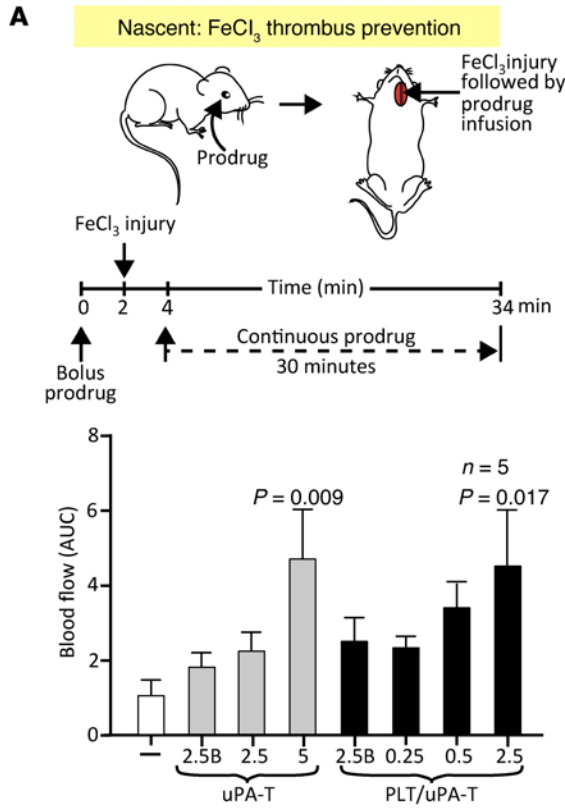 A
Nascent: FeCl3 thrombus prevention
FeCl3injury
followed by
prodrug
infusion
Prodrug
FeCl3 injury
Time (min)
0 2 4 34 min
Continuous prodrug
30 minutes
Bolus
prodrug
8
n = 5
P = 0.009 P = 0.017
6
Blood flow (AUC)
4
2
0
– 2.5B 2.5 5 2.5B 0.25 0.5 2.5
uPA-T PLT/uPA-T